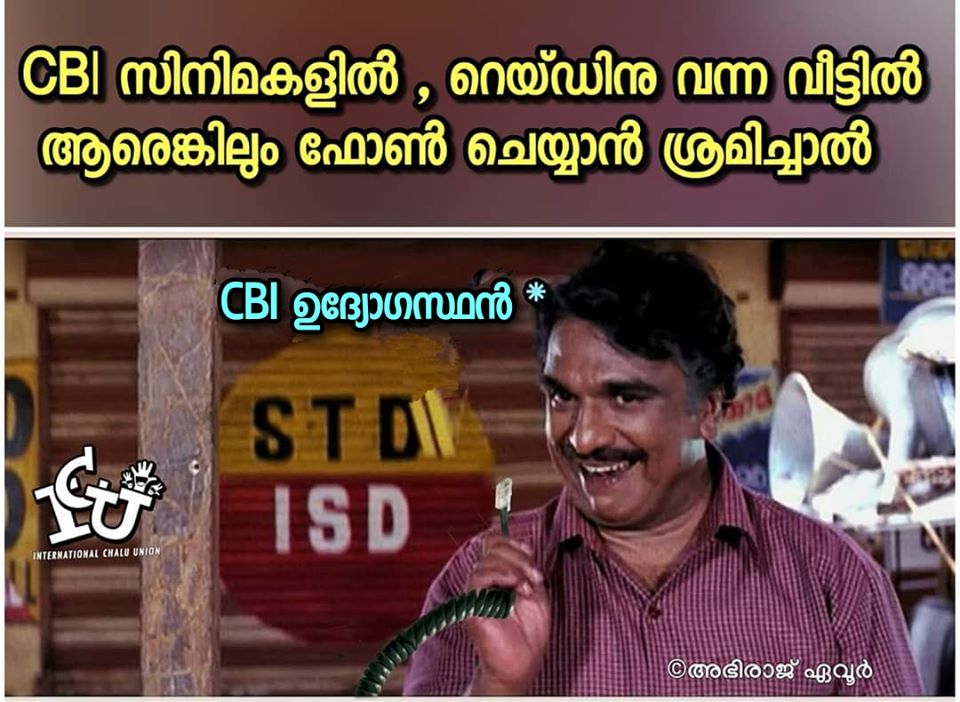 CBI സിനിമകളിൽ , റെയ്ഡിനു വന്ന വീട്ടിൽ
ആരെങ്കിലും ഫോൺ ചെയ്യാൻ ശ്രമിച്ചാൽ
CBI ഉദ്യോഗസ്ഥൻ *
STD
ISD
ICU
INTERNATIONAL CHALU UNION
©അഭിരാജ് ഏവൂർ